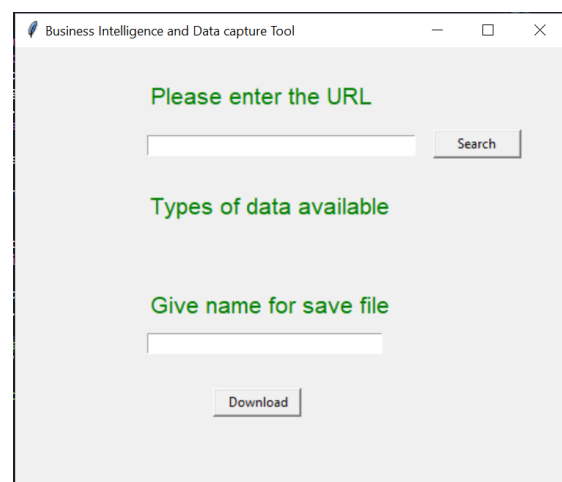 Business Intelligence and Data capture Tool
Please enter the URL
Search
Types of data available
Give name for save file
Download